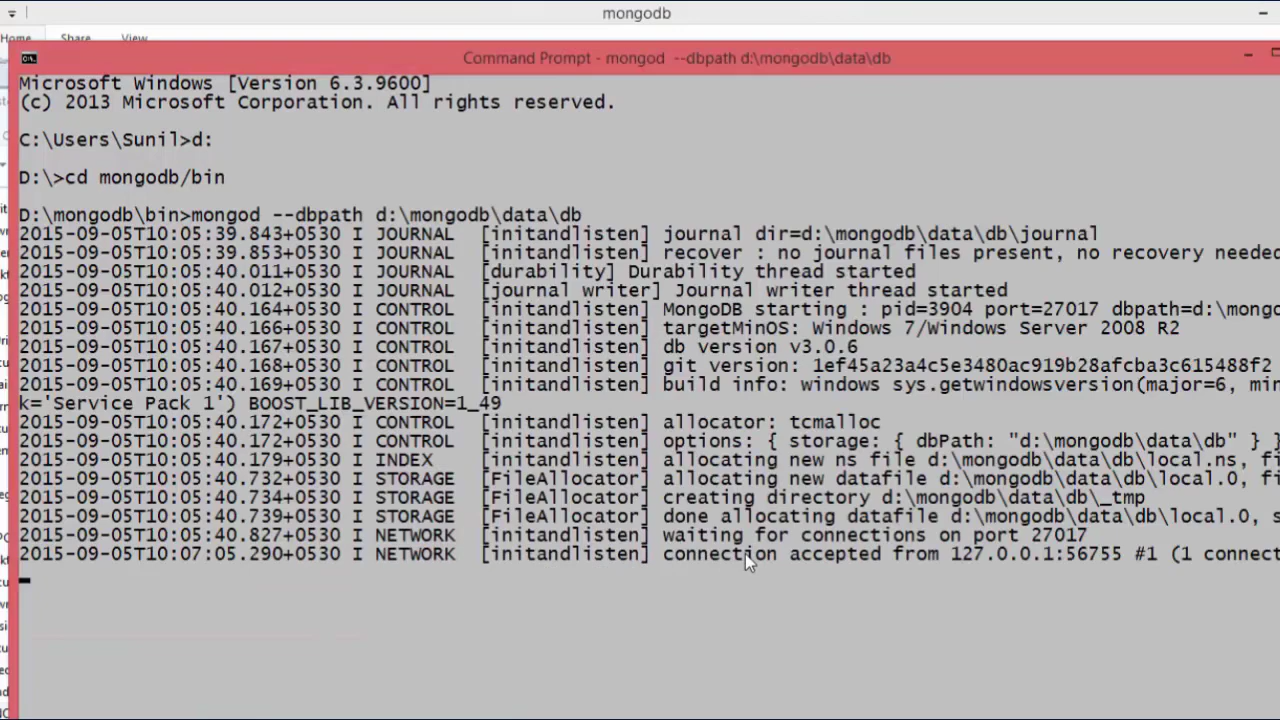 mongodb
Home Share View
Command Prompt - mongod --dbpath d:\mongodb\data\db
Microsoft Windows [Version 6.3.9600]
(c) 2013 Microsoft Corporation. All rights reserved.
C:\Users\Sunil>d:
D:\>cd mongodb/bin
D:\mongodb\bin>mongod --dbpath d:\mongodb\data\db
2015-09-05T10:05:39.843+0530 I JOURNAL [initandlisten] journal dir=d:\mongodb\data\db\journal
2015-09-05T10:05:39.853+0530 I JOURNAL [initandlisten] recover : no journal files present, no recovery needed
2015-09-05T10:05:40.011+0530 I JOURNAL [durability] Durability thread started
2015-09-05T10:05:40.012+0530 I JOURNAL [journal writer] Journal writer thread started
2015-09-05T10:05:40.164+0530 I CONTROL [initandlisten] MongoDB starting : pid=3904 port=27017 dbpath=d:\mongo
2015-09-05T10:05:40.166+0530 I CONTROL [initandlisten] targetMinOS: Windows 7/Windows Server 2008 R2
2015-09-05T10:05:40.167+0530 I CONTROL [initandlisten] db version v3.0.6
2015-09-05T10:05:40.168+0530 I CONTROL [initandlisten] git version: 1ef45a23a4c5e3480ac919b28afcba3c615488f2
2015-09-05T10:05:40.169+0530 I CONTROL [initandlisten] build info: windows sys.getwindowsversion(major=6, min
k='Service Pack 1') BOOST_LIB_VERSION=1_49
2015-09-05T10:05:40.172+0530 I CONTROL [initandlisten] allocator: tcmalloc
2015-09-05T10:05:40.172+0530 I CONTROL [initandlisten] options: { storage: { dbPath: "d:\mongodb\data\db" } }
2015-09-05T10:05:40.179+0530 I INDEX [initandlisten] allocating new ns file d:\mongodb\data\db\local.ns, fi
2015-09-05T10:05:40.732+0530 I STORAGE [FileAllocator] allocating new datafile d:\mongodb\data\db\local.0, fi
2015-09-05T10:05:40.734+0530 I STORAGE [FileAllocator] creating directory d:\mongodb\data\db\_tmp
2015-09-05T10:05:40.739+0530 I STORAGE [FileAllocator] done allocating datafile d:\mongodb\data\db\local.0, s
2015-09-05T10:05:40.827+0530 I NETWORK [initandlisten] waiting for connections on port 27017
2015-09-05T10:07:05.290+0530 I NETWORK [initandlisten] connection accepted from 127.0.0.1:56755 #1 (1 connect